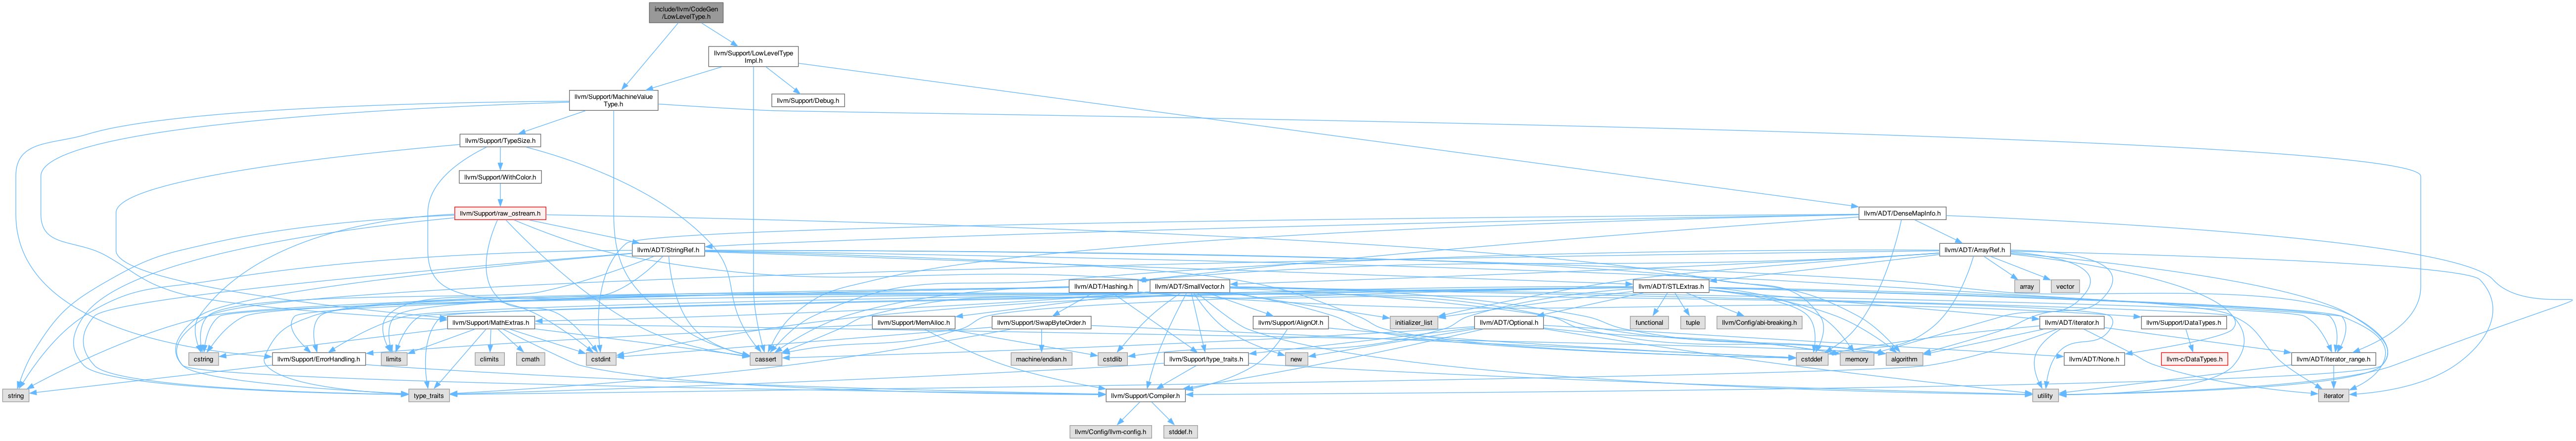 include/llvm/CodeGen
/LowLevelType.h
llvm/Support/LowLevelType
Impl.h
llvm/Support/MachineValue
Type.h
llvm/Support/Debug.h
llvm/Support/TypeSize.h
llvm/Support/WithColor.h
llvm/Support/raw_ostream.h
llvm/ADT/DenseMapInfo.h
llvm/ADT/StringRef.h
llvm/ADT/ArrayRef.h
llvm/ADT/Hashing.h
llvm/ADT/SmallVector.h
llvm/ADT/STLExtras.h
array
vector
llvm/Support/MathExtras.h
llvm/Support/MemAlloc.h
llvm/Support/SwapByteOrder.h
llvm/Support/AlignOf.h
initializer_list
llvm/ADT/Optional.h
functional
tuple
llvm/Config/abi-breaking.h
llvm/ADT/iterator.h
llvm/Support/DataTypes.h
cstring
llvm/Support/ErrorHandling.h
limits
climits
cmath
cstdint
cassert
machine/endian.h
cstdlib
llvm/Support/type_traits.h
new
cstddef
memory
algorithm
llvm/ADT/None.h
llvm-c/DataTypes.h
llvm/ADT/iterator_range.h
string
type_traits
llvm/Support/Compiler.h
utility
iterator
llvm/Config/llvm-config.h
stddef.h